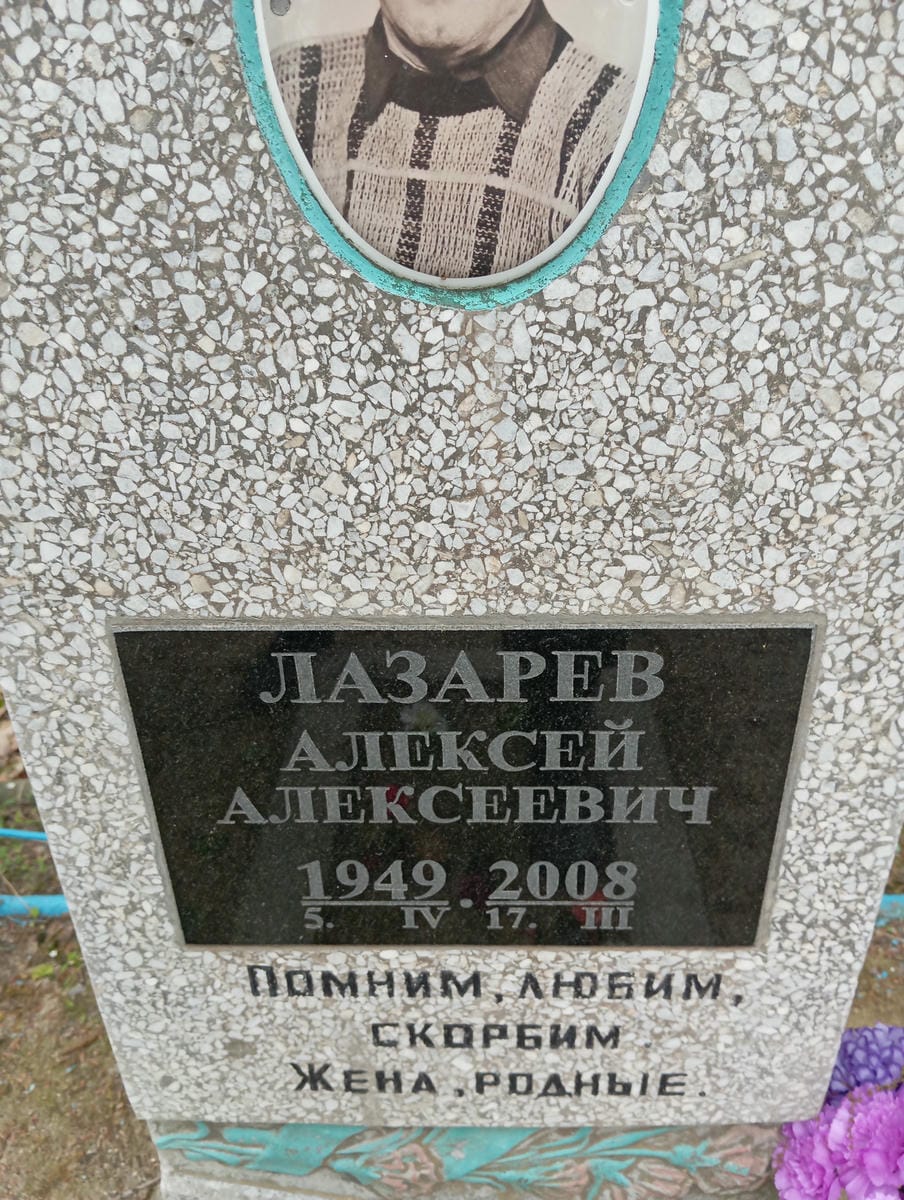 ЛАЗАРЕВ
АЛЕКСЕЙ
АЛЕКСЕЕВИЧ
1949 - 2008
5. IV 17. III
ПОМНИМ, ЛЮБИМ,
СКОРБИМ.
ЖЕНА, РОДНЫЕ.